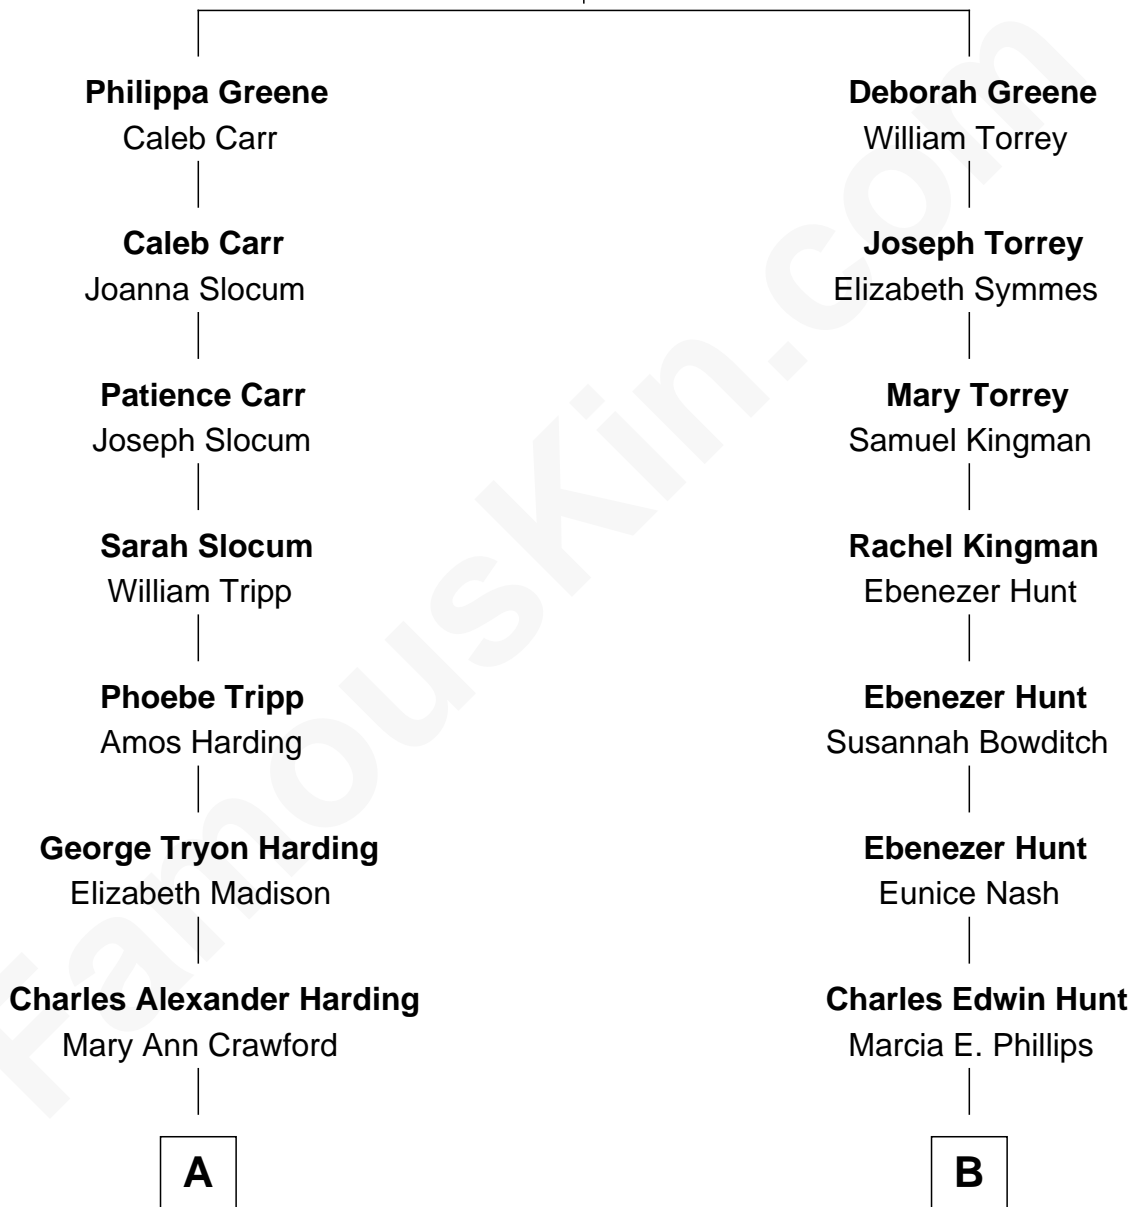 Philippa Greene
Caleb Carr
Deborah Greene
William Torrey
Caleb Carr
Joanna Slocum
Joseph Torrey
Elizabeth Symmes
Patience Carr
Joseph Slocum
Mary Torrey
Samuel Kingman
Sarah Slocum
William Tripp
Rachel Kingman
Ebenezer Hunt
Phoebe Tripp
Amos Harding
Ebenezer Hunt
Susannah Bowditch
George Tryon Harding
Elizabeth Madison
Ebenezer Hunt
Eunice Nash
Charles Alexander Harding
Mary Ann Crawford
Charles Edwin Hunt
Marcia E. Phillips
A
B
FamousKin.com